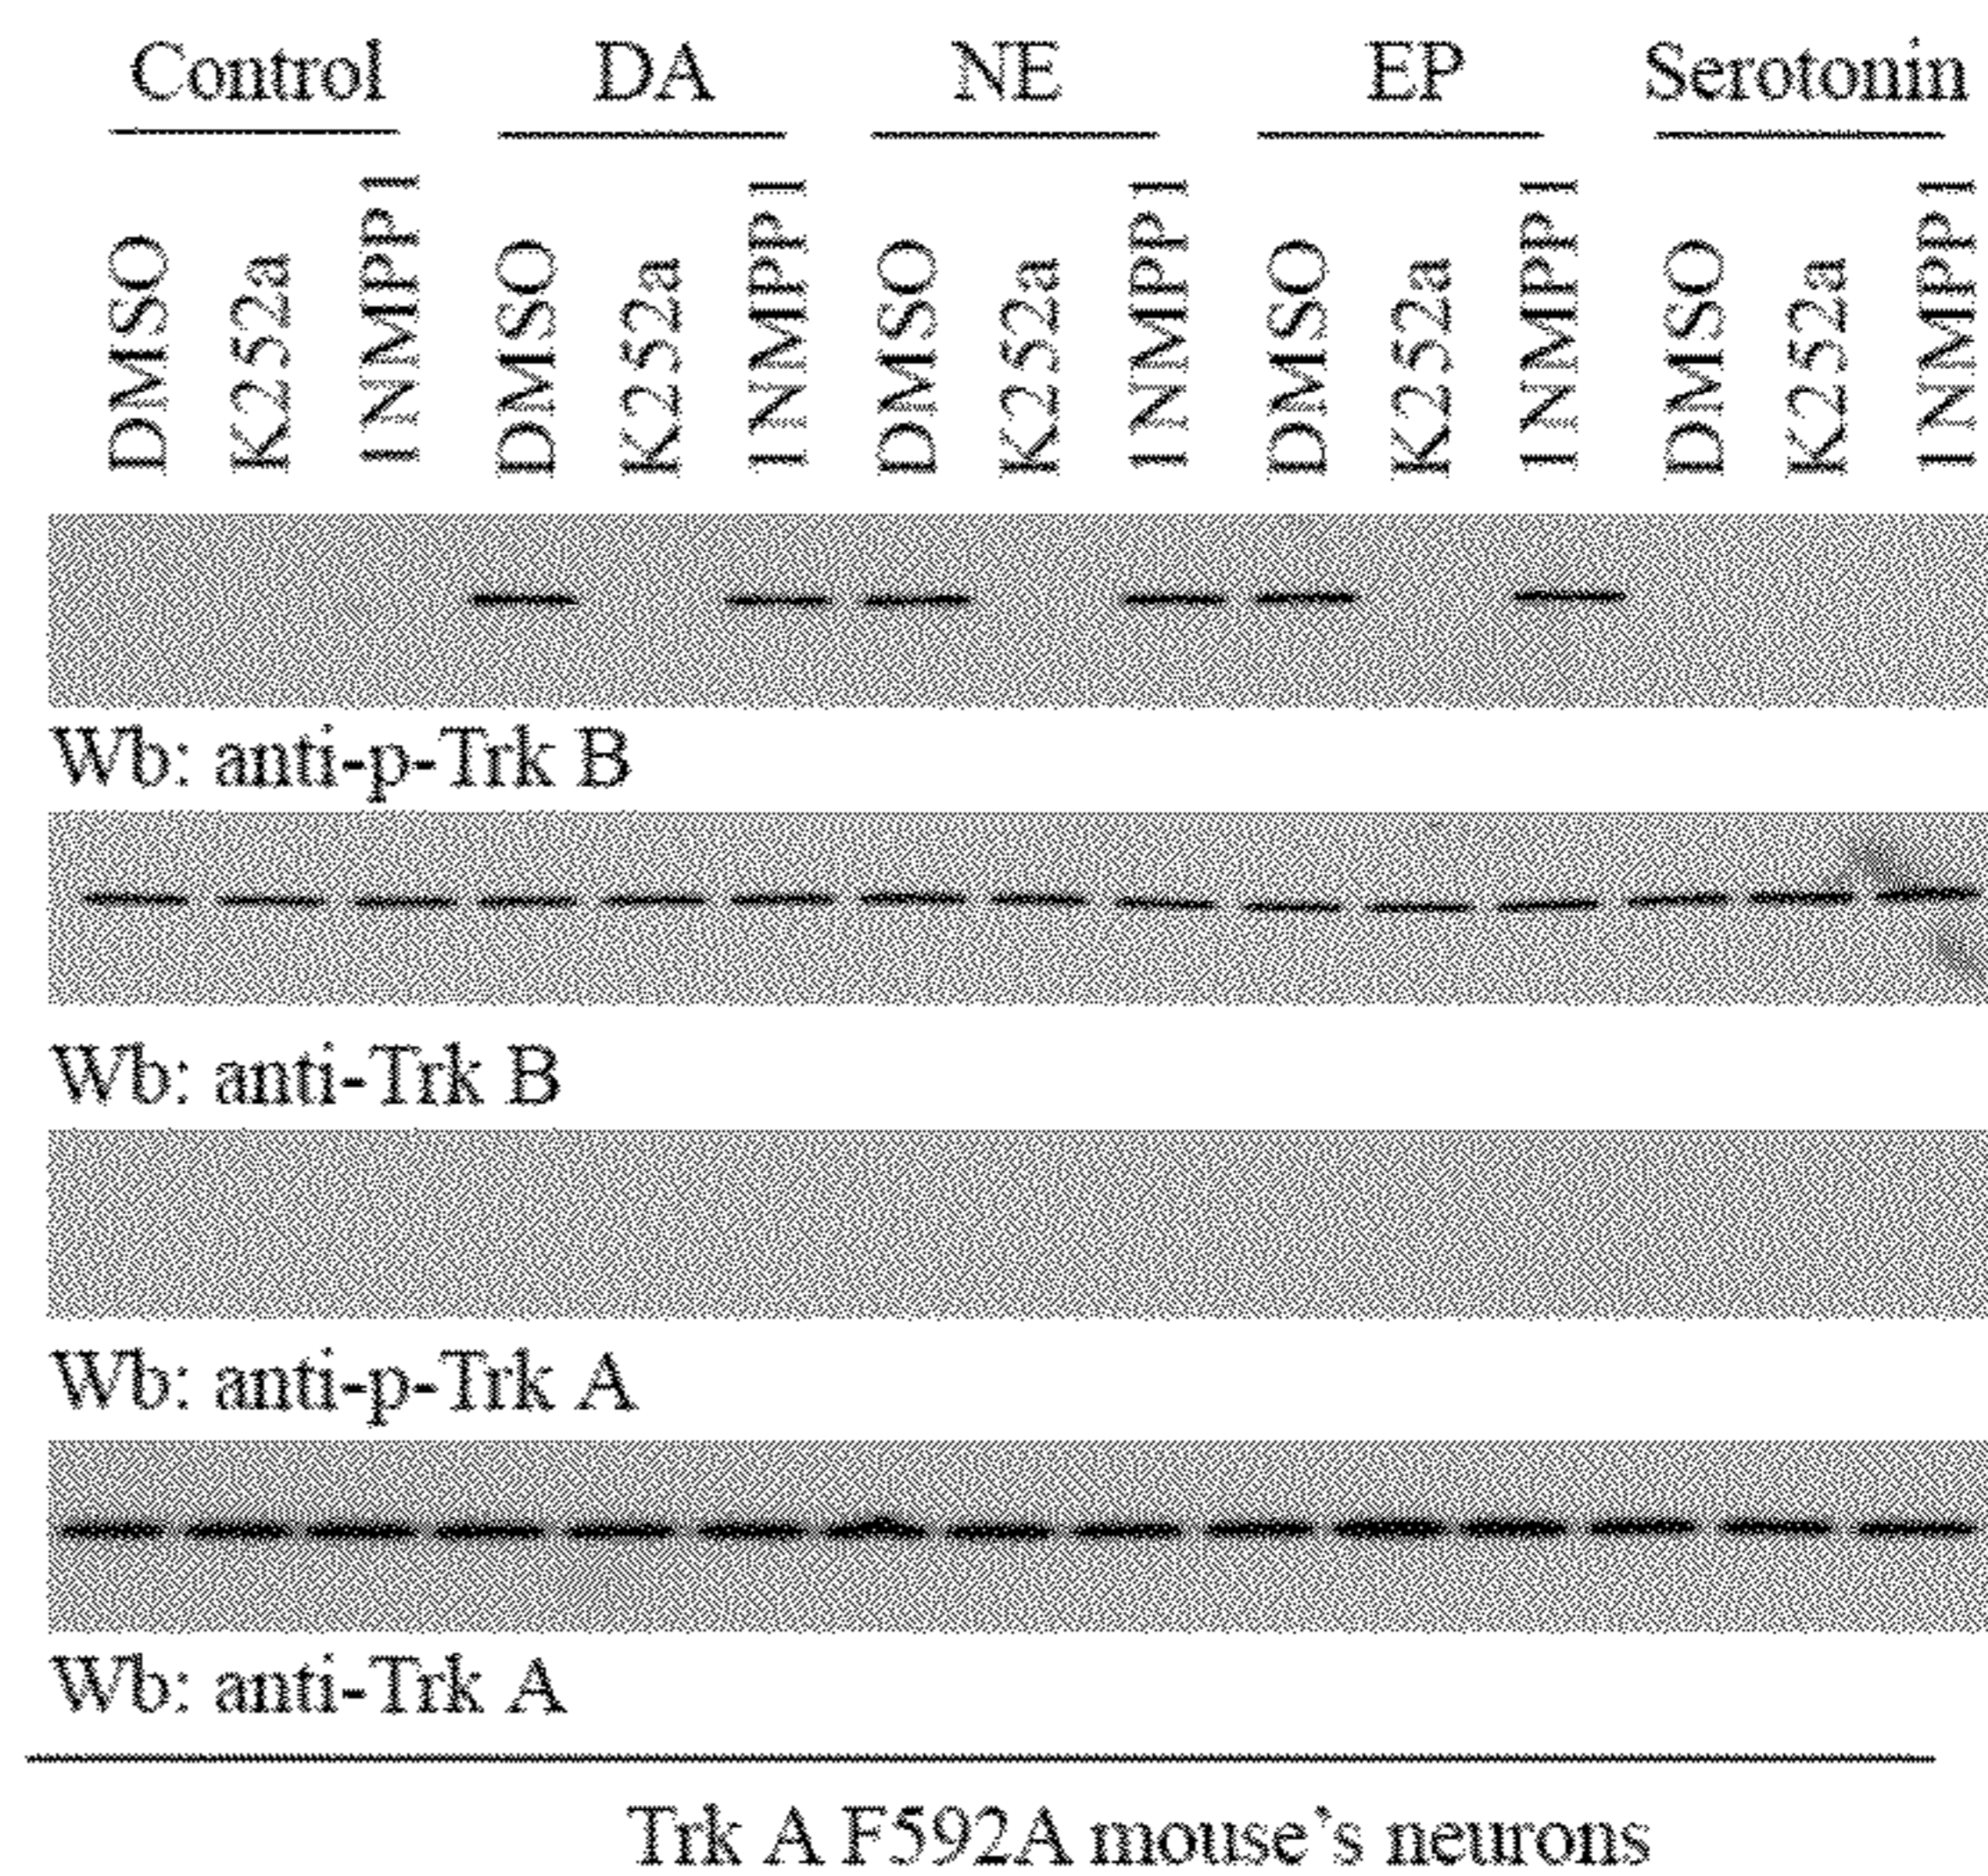 Control DA NE EP Serotonin
DMSO K252a 1NMPP1 DMSO K252a 1NMPP1 DMSO K252a 1NMPP1 DMSO K252a 1NMPP1 DMSO K252a 1NMPP1
Wb: anti-p-Trk B
Wb: anti-Trk B
Wb: anti-p-Trk A
Wb: anti-Trk A
Trk A F592A mouse`s neurons